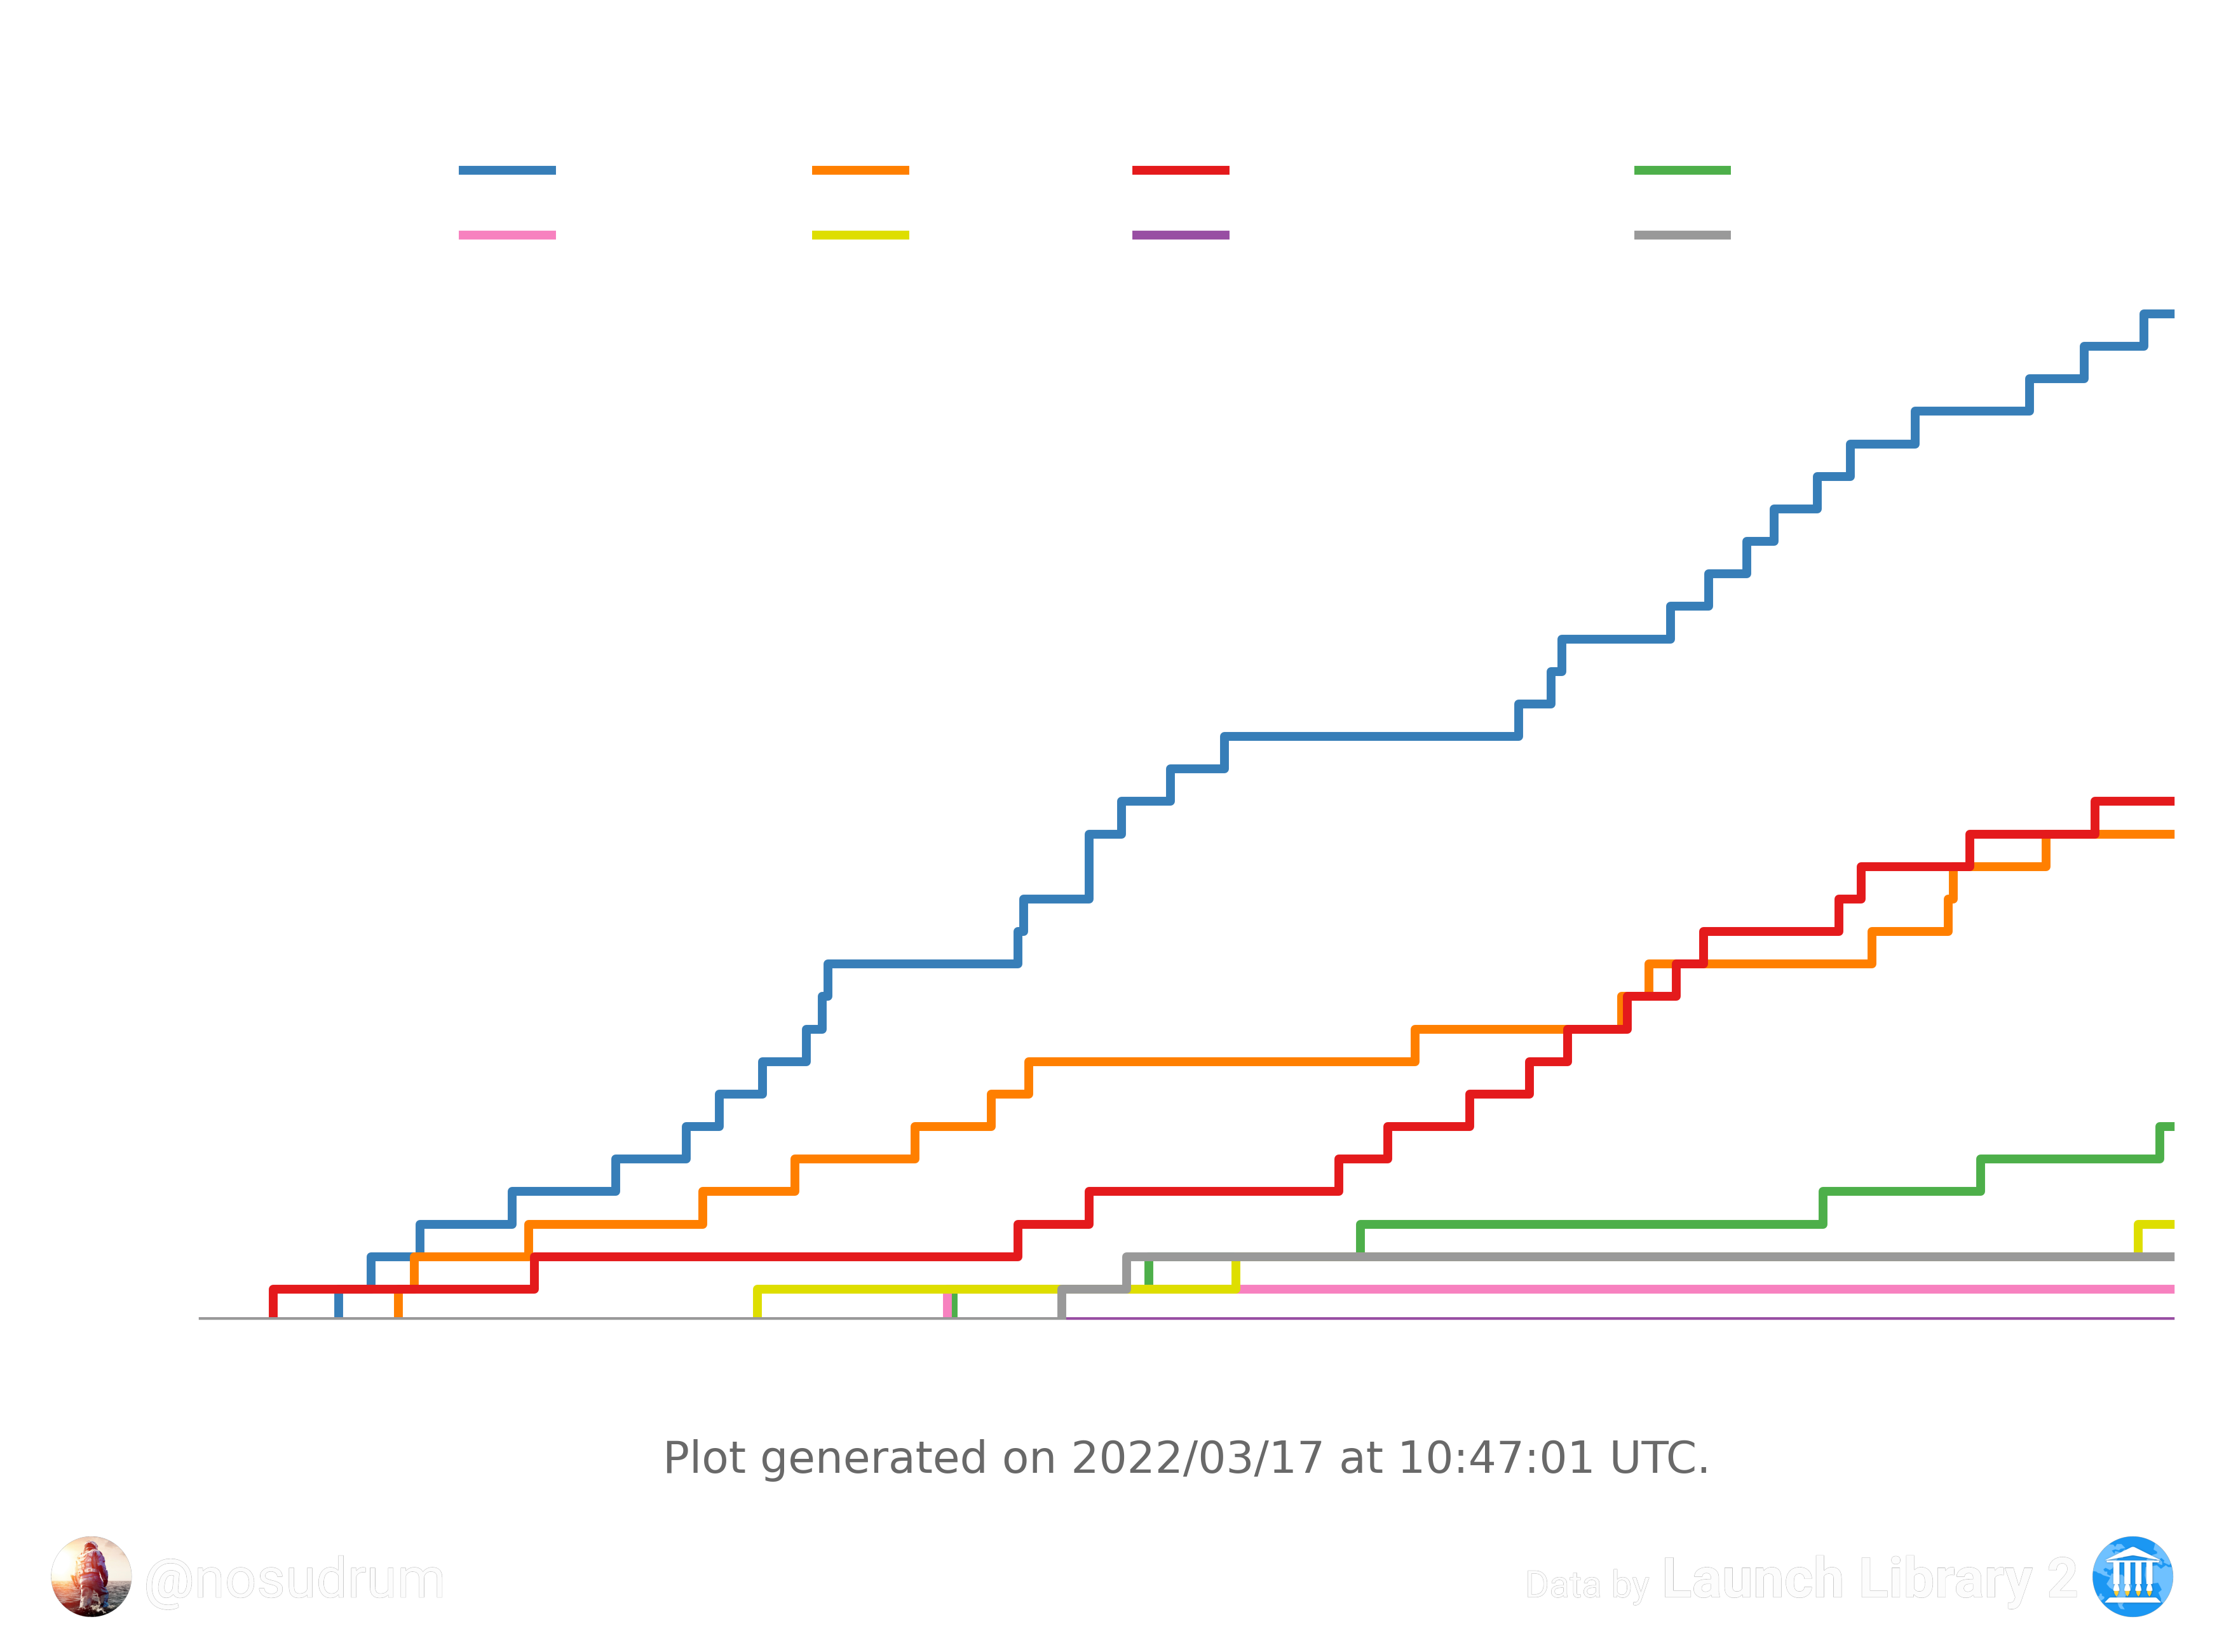 Plot generated on 2022/03/17 at 10:47:01 UTC.
@nosudrum
Data by Launch Library 2